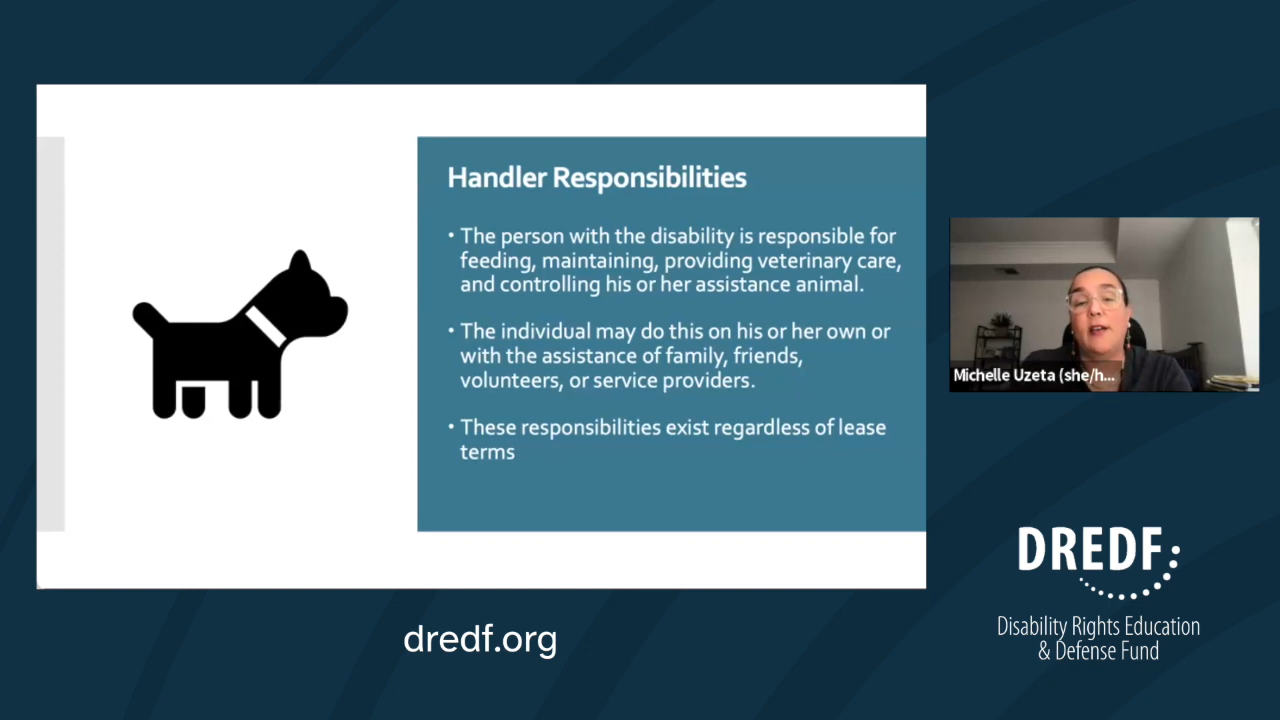 Handler Responsibilities
• The person with the disability is responsible for
feeding, maintaining, providing veterinary care,
and controlling his or her assistance animal.
• The individual may do this on his or her own or
with the assistance of family, friends,
volunteers, or service providers.
• These responsibilities exist regardless of lease
terms
Michelle Uzeta (she/h...
DREDF
Disability Rights Education
& Defense Fund
dredf.org